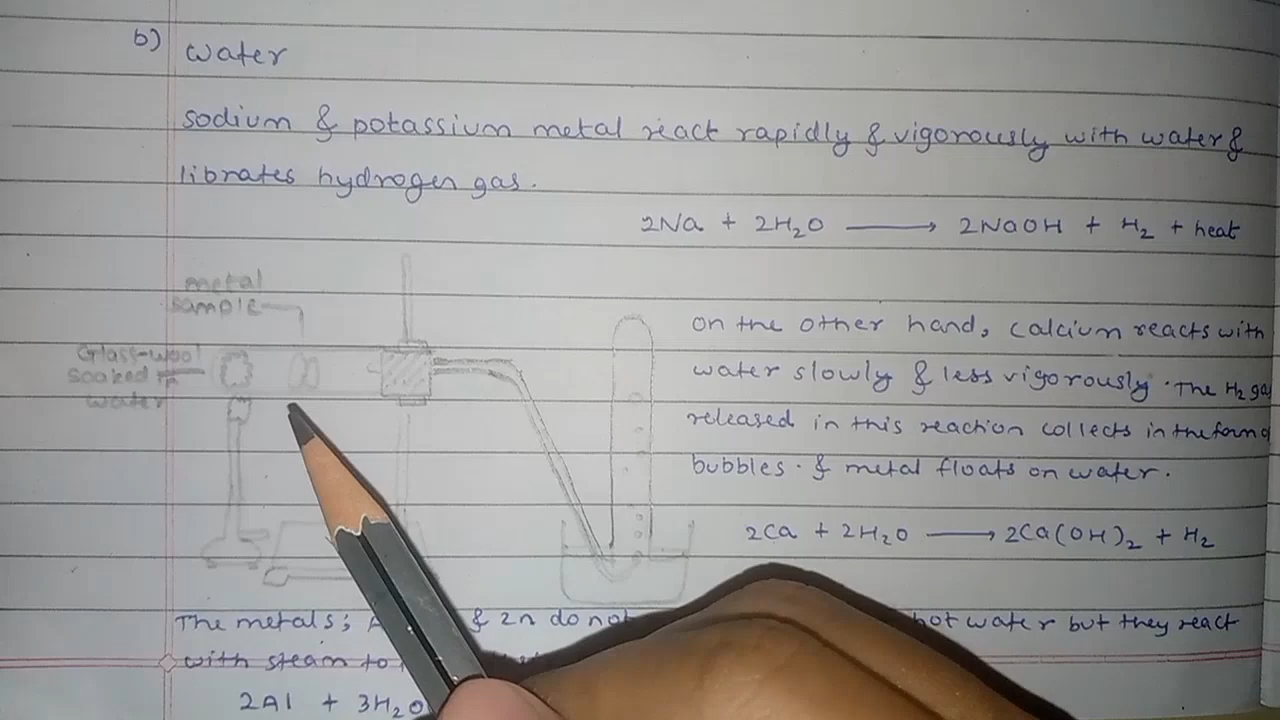 b) water
sodium & potassium metal react rapidly & vigorously with water &
librates hydrogen gas.
2Na + 2H₂O ⟶ 2NaOH + H₂ + heat
metal
sample
Glass-wool
soaked in
water
on the other hand, calcium reacts with
water slowly & less vigorously. The H₂ ga
released in this reaction collects in the form o
bubbles. & metal floats on water.
2Ca + 2H₂O ⟶ 2Ca(OH)₂ + H₂
The metals; & Zn do not hot water but they react
with steam to
2Al + 3H₂O